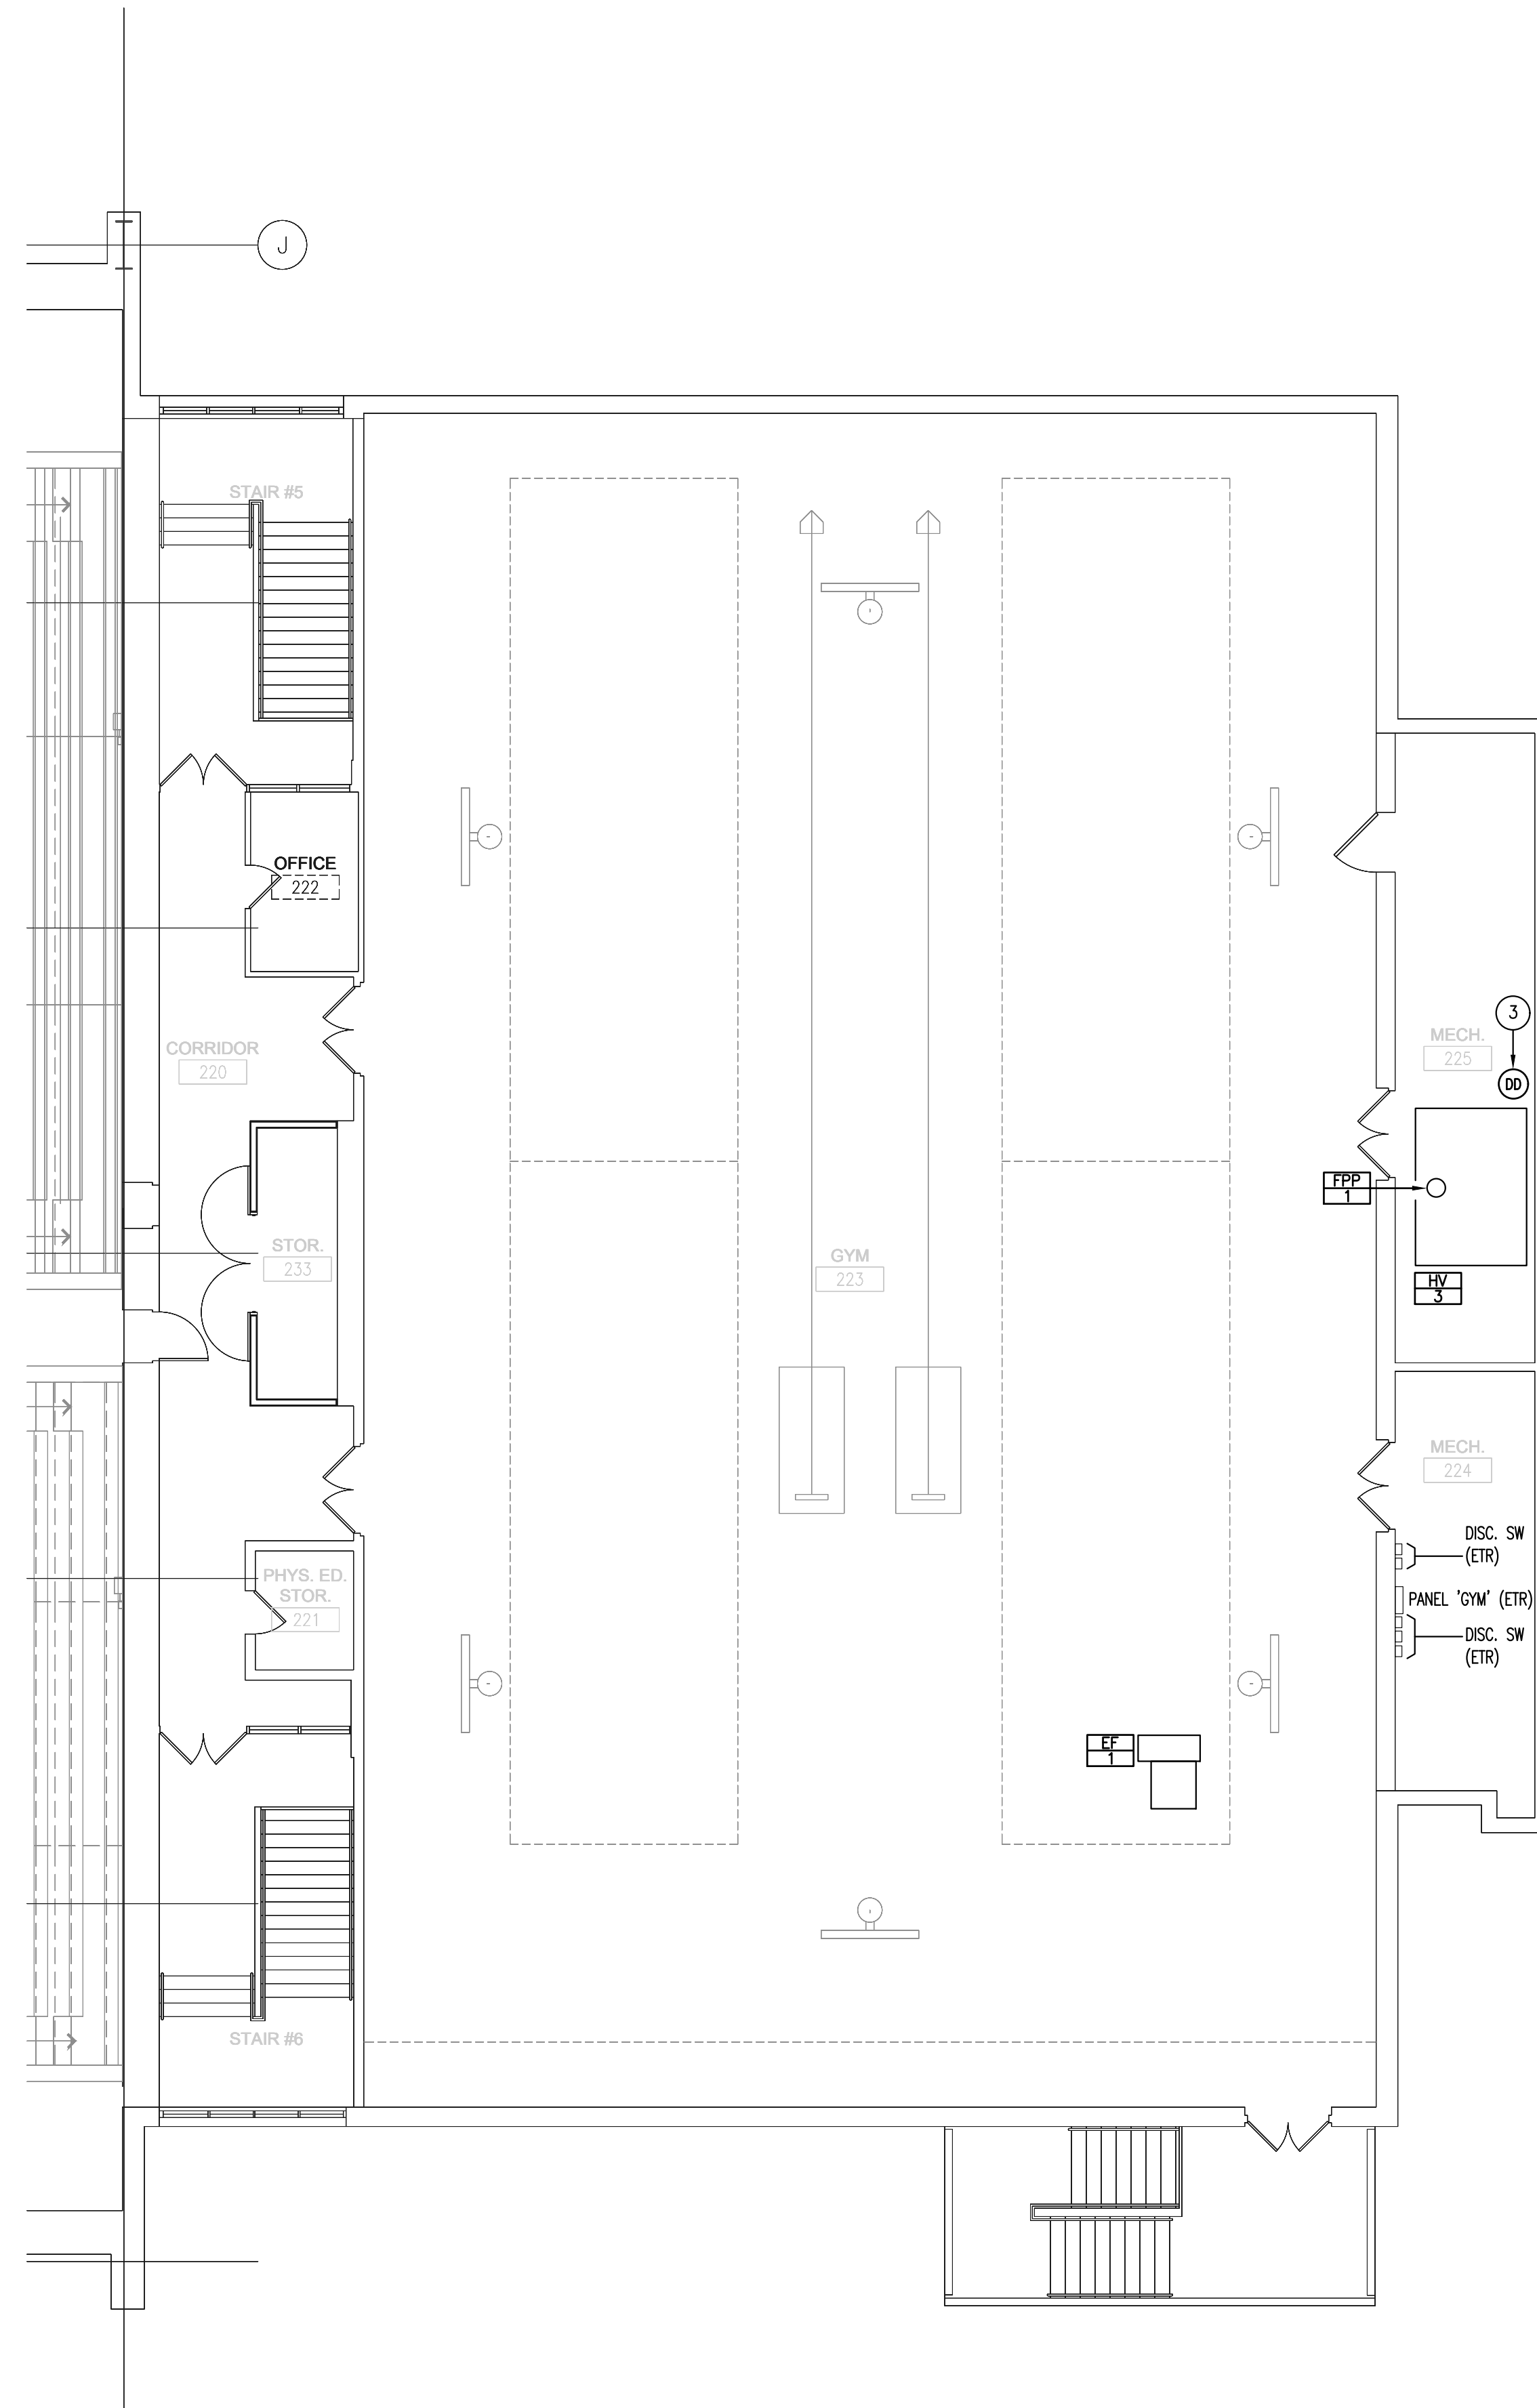 J
STAIR #5
OFFICE
222
3
CORRIDOR
220
MECH.
225
DD
FPP
1
STOR.
233
GYM
223
HV
3
MECH.
224
DISC. SW
(ETR)
PHYS. ED.
STOR.
221
PANEL 'GYM' (ETR)
DISC. SW
(ETR)
EF
1
STAIR #6